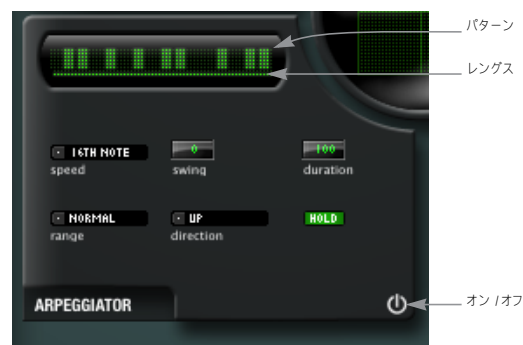 パターン
レングス
16TH NOTE
0
100
speed
swing
duration
NORMAL
UP
HOLD
range
direction
ARPEGGIATOR
オン / オフ